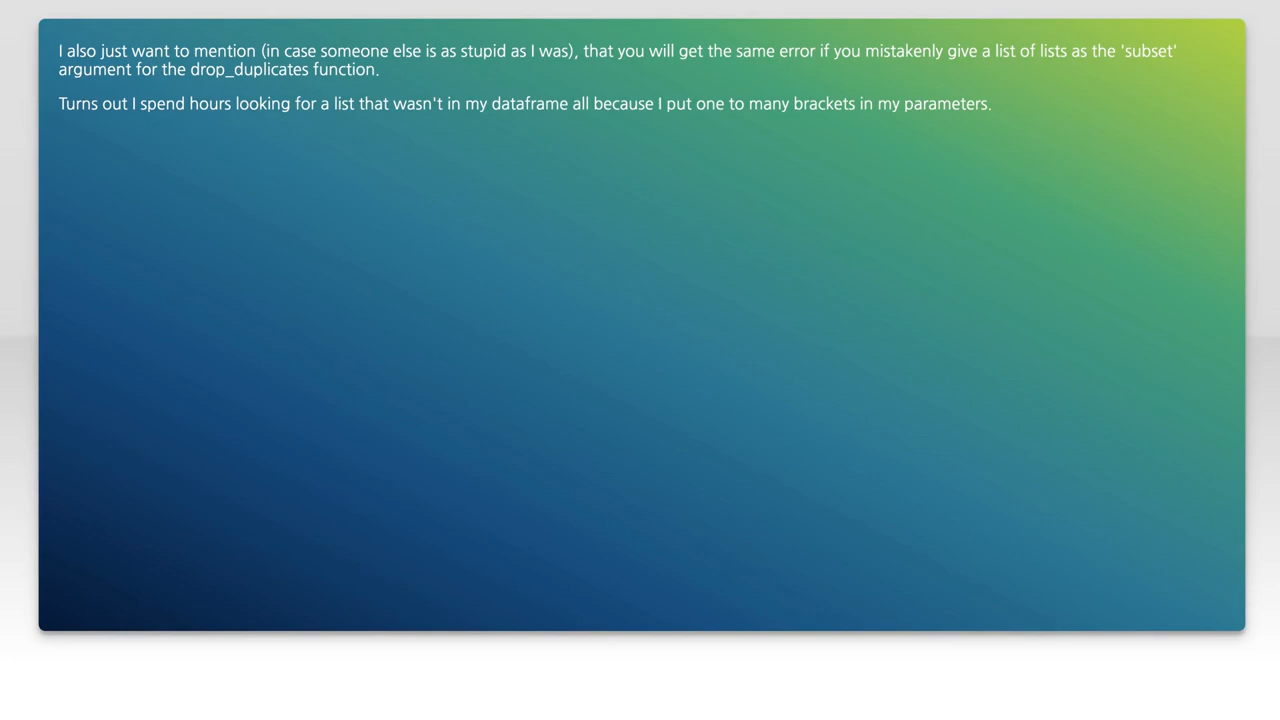 I also just want to mention (in case someone else is as stupid as I was), that you will get the same error if you mistakenly give a list of lists as the 'subset'
argument for the drop_duplicates function.
Turns out I spend hours looking for a list that wasn't in my dataframe all because I put one to many brackets in my parameters.